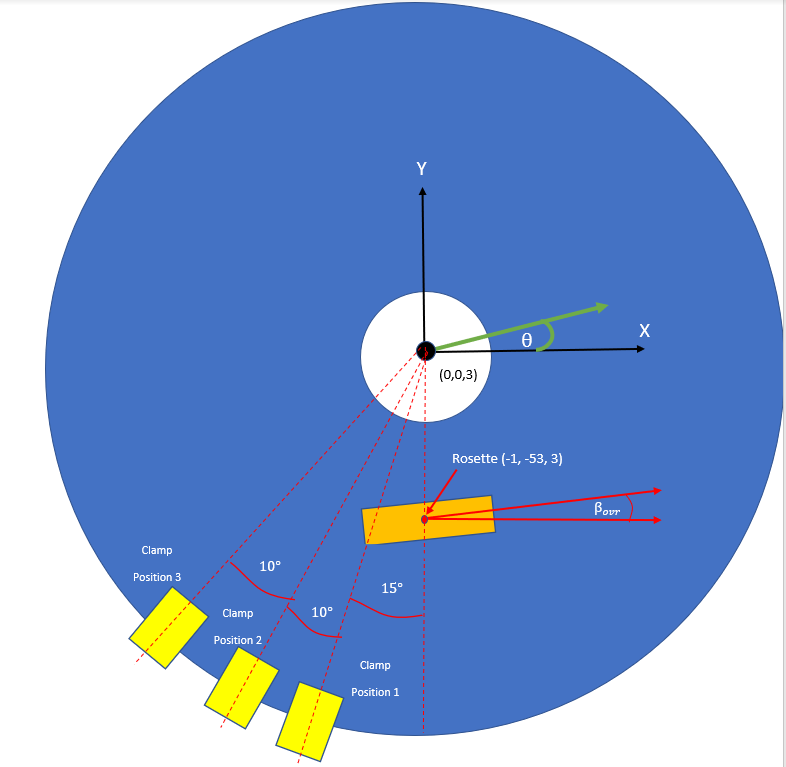 Y
X
θ
(0,0,3)
Rosette (-1, -53, 3)
βovr
Clamp
Position 3
10°
Clamp
Position 2
10°
15°
Clamp
Position 1